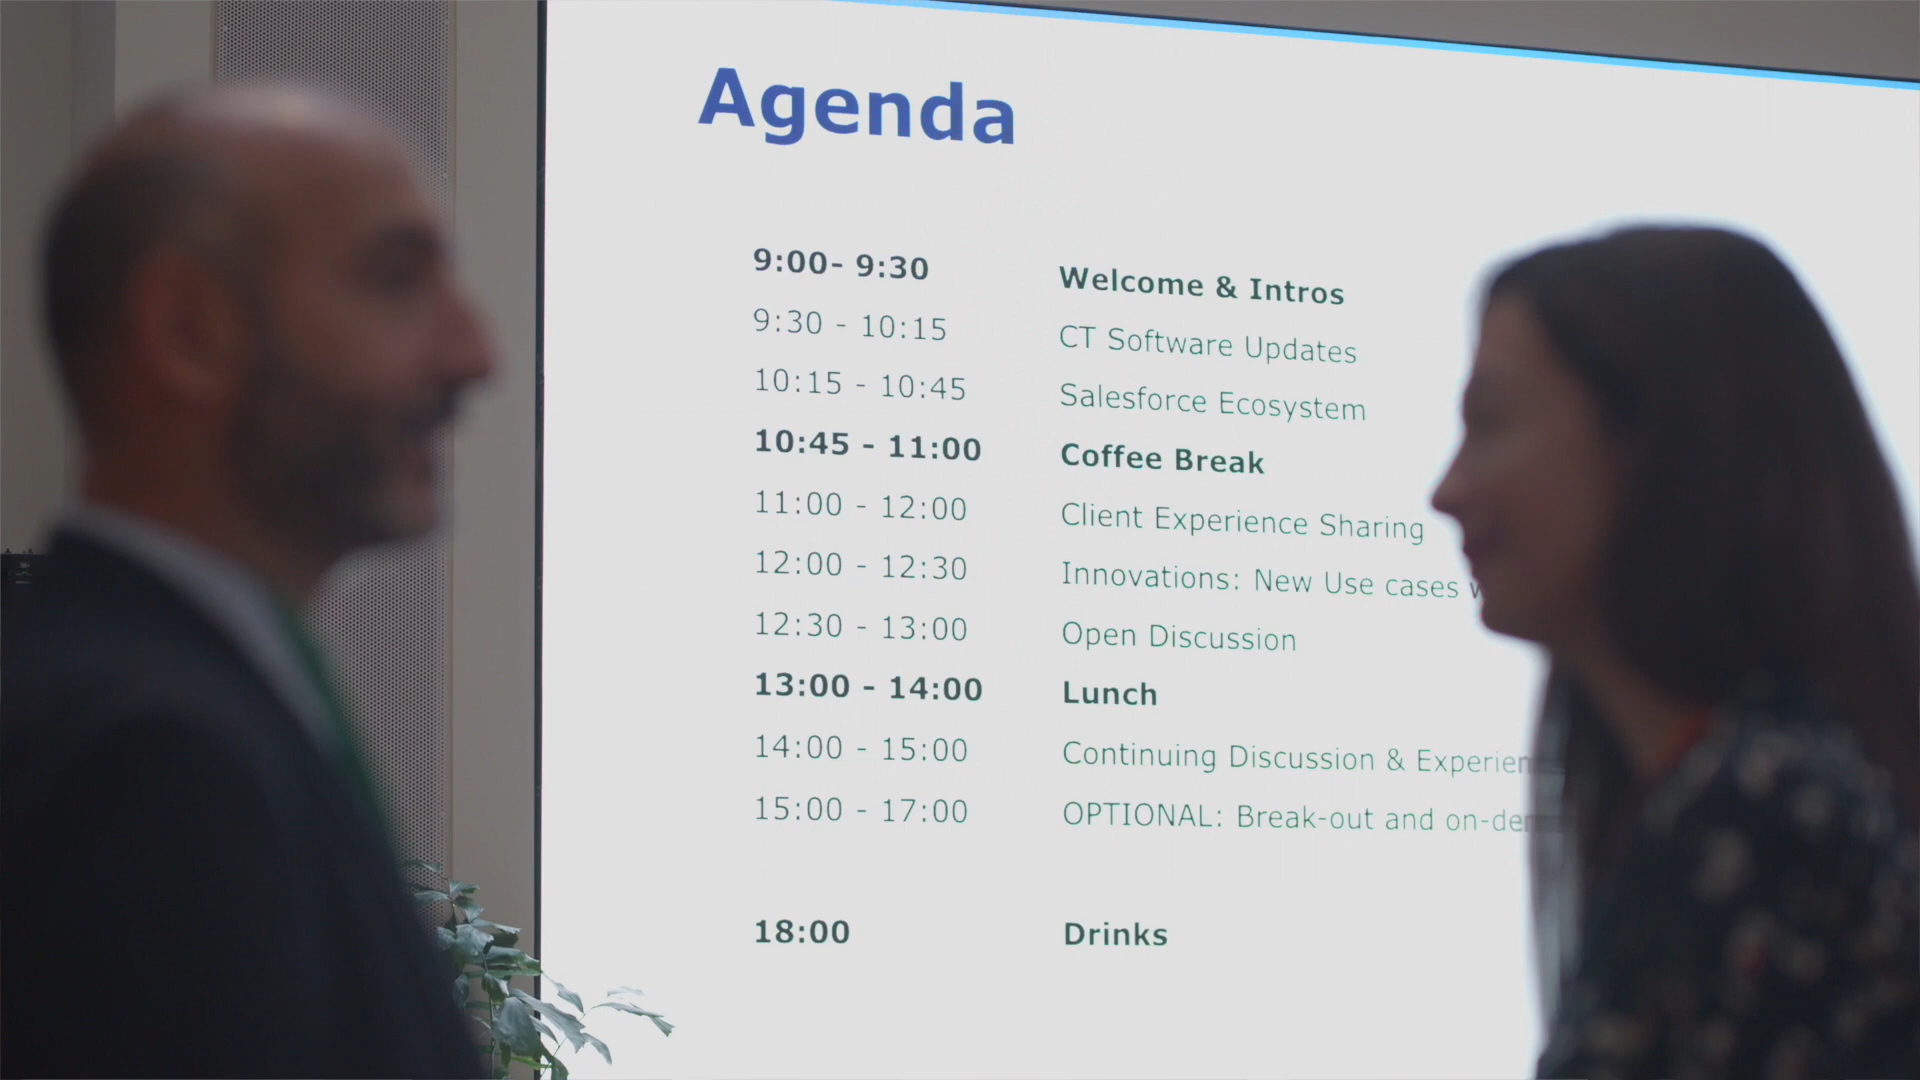 Agenda
9:00- 9:30 Welcome & Intros
9:30 - 10:15 CT Software Updates
10:15 - 10:45 Salesforce Ecosystem
10:45 - 11:00 Coffee Break
11:00 - 12:00 Client Experience Sharing
12:00 - 12:30 Innovations: New Use cases
12:30 - 13:00 Open Discussion
13:00 - 14:00 Lunch
14:00 - 15:00 Continuing Discussion &
15:00 - 17:00 OPTIONAL: Break-out and
18:00 Drinks